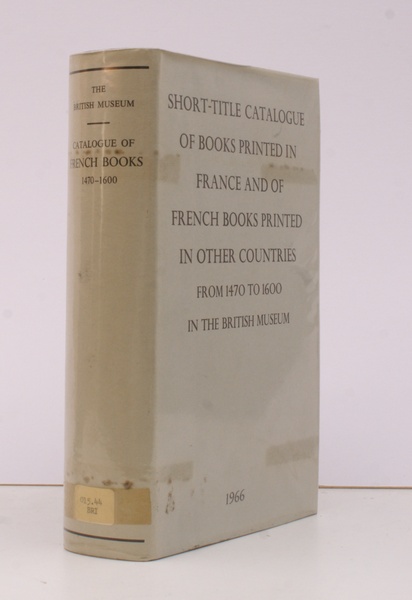 THE
BRITISH MUSEUM
CATALOGUE OF
FRENCH BOOKS
1470–1600
SHORT-TITLE CATALOGUE
OF BOOKS PRINTED IN
FRANCE AND OF
FRENCH BOOKS PRINTED
IN OTHER COUNTRIES
FROM 1470 TO 1600
IN THE BRITISH MUSEUM
1966